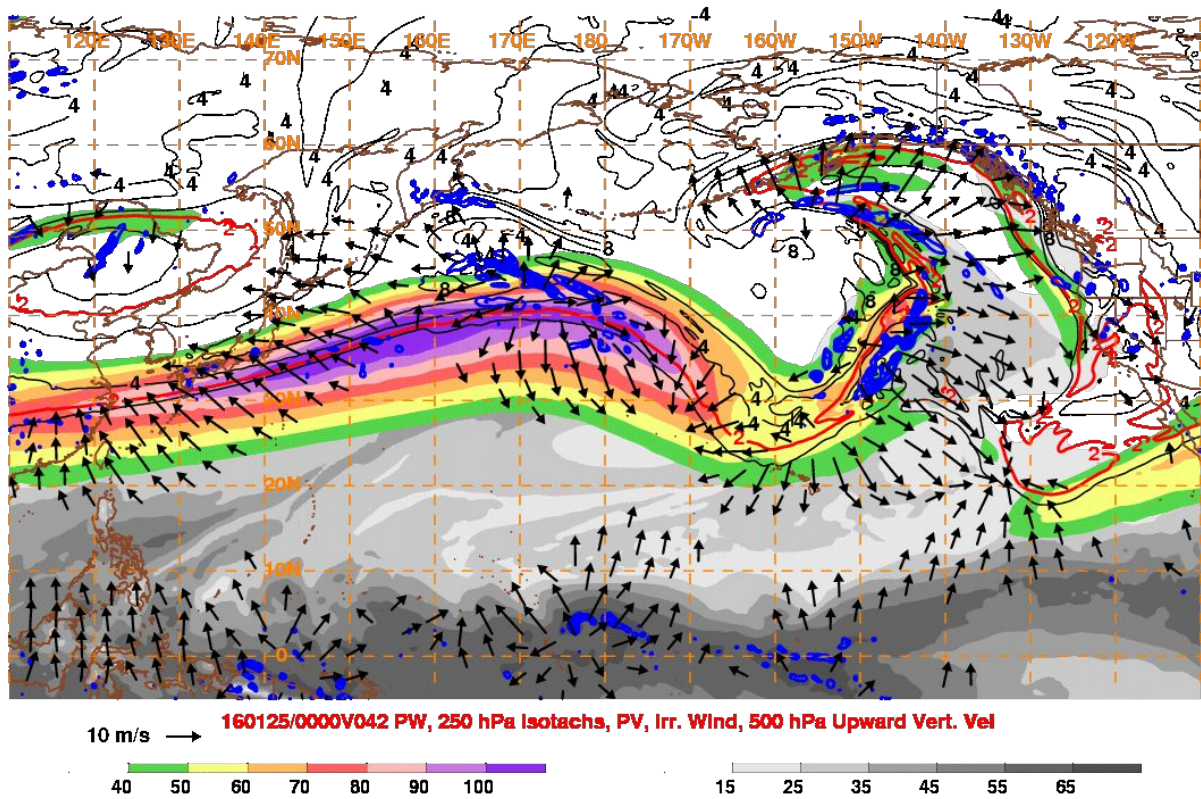 120E 130E 140E 150E 160E 170E 180 170W 160W 150W 140W 130W 120W
70N
60N
50N
40N
30N
20N
10N
0
160125/0000V042 PW, 250 hPa Isotachs, PV, Irr. Wind, 500 hPa Upward Vert. Vel
10 m/s
40 50 60 70 80 90 100
15 25 35 45 55 65